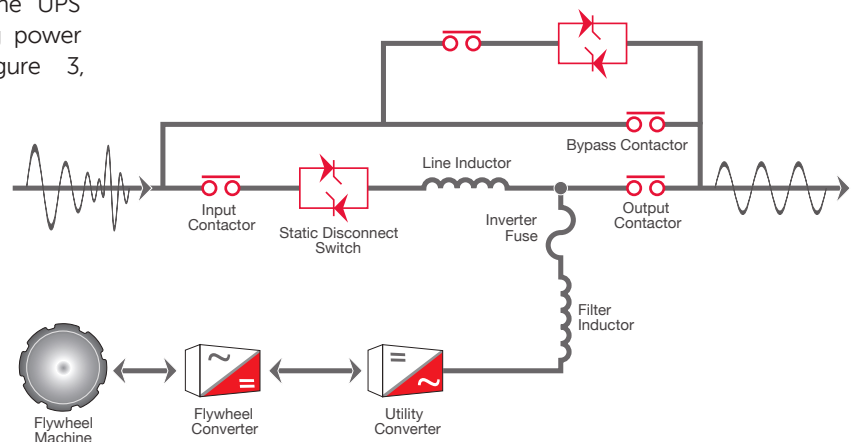 he UPS
power
gure 3,
Bypass Contactor
Line Inductor
Input
Contactor
Static Disconnect
Switch
Inverter
Fuse
Output
Contactor
Filter
Inductor
Flywheel
Machine
Flywheel
Converter
Utility
Converter